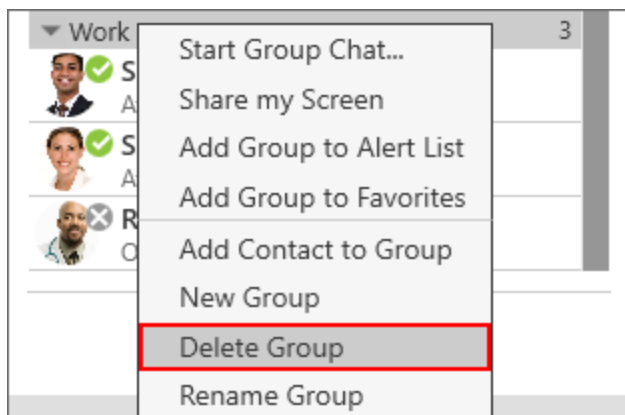 Work 3
Start Group Chat...
S
Share my Screen
A
Add Group to Alert List
S
A
Add Group to Favorites
R
Add Contact to Group
O
New Group
Delete Group
Rename Group